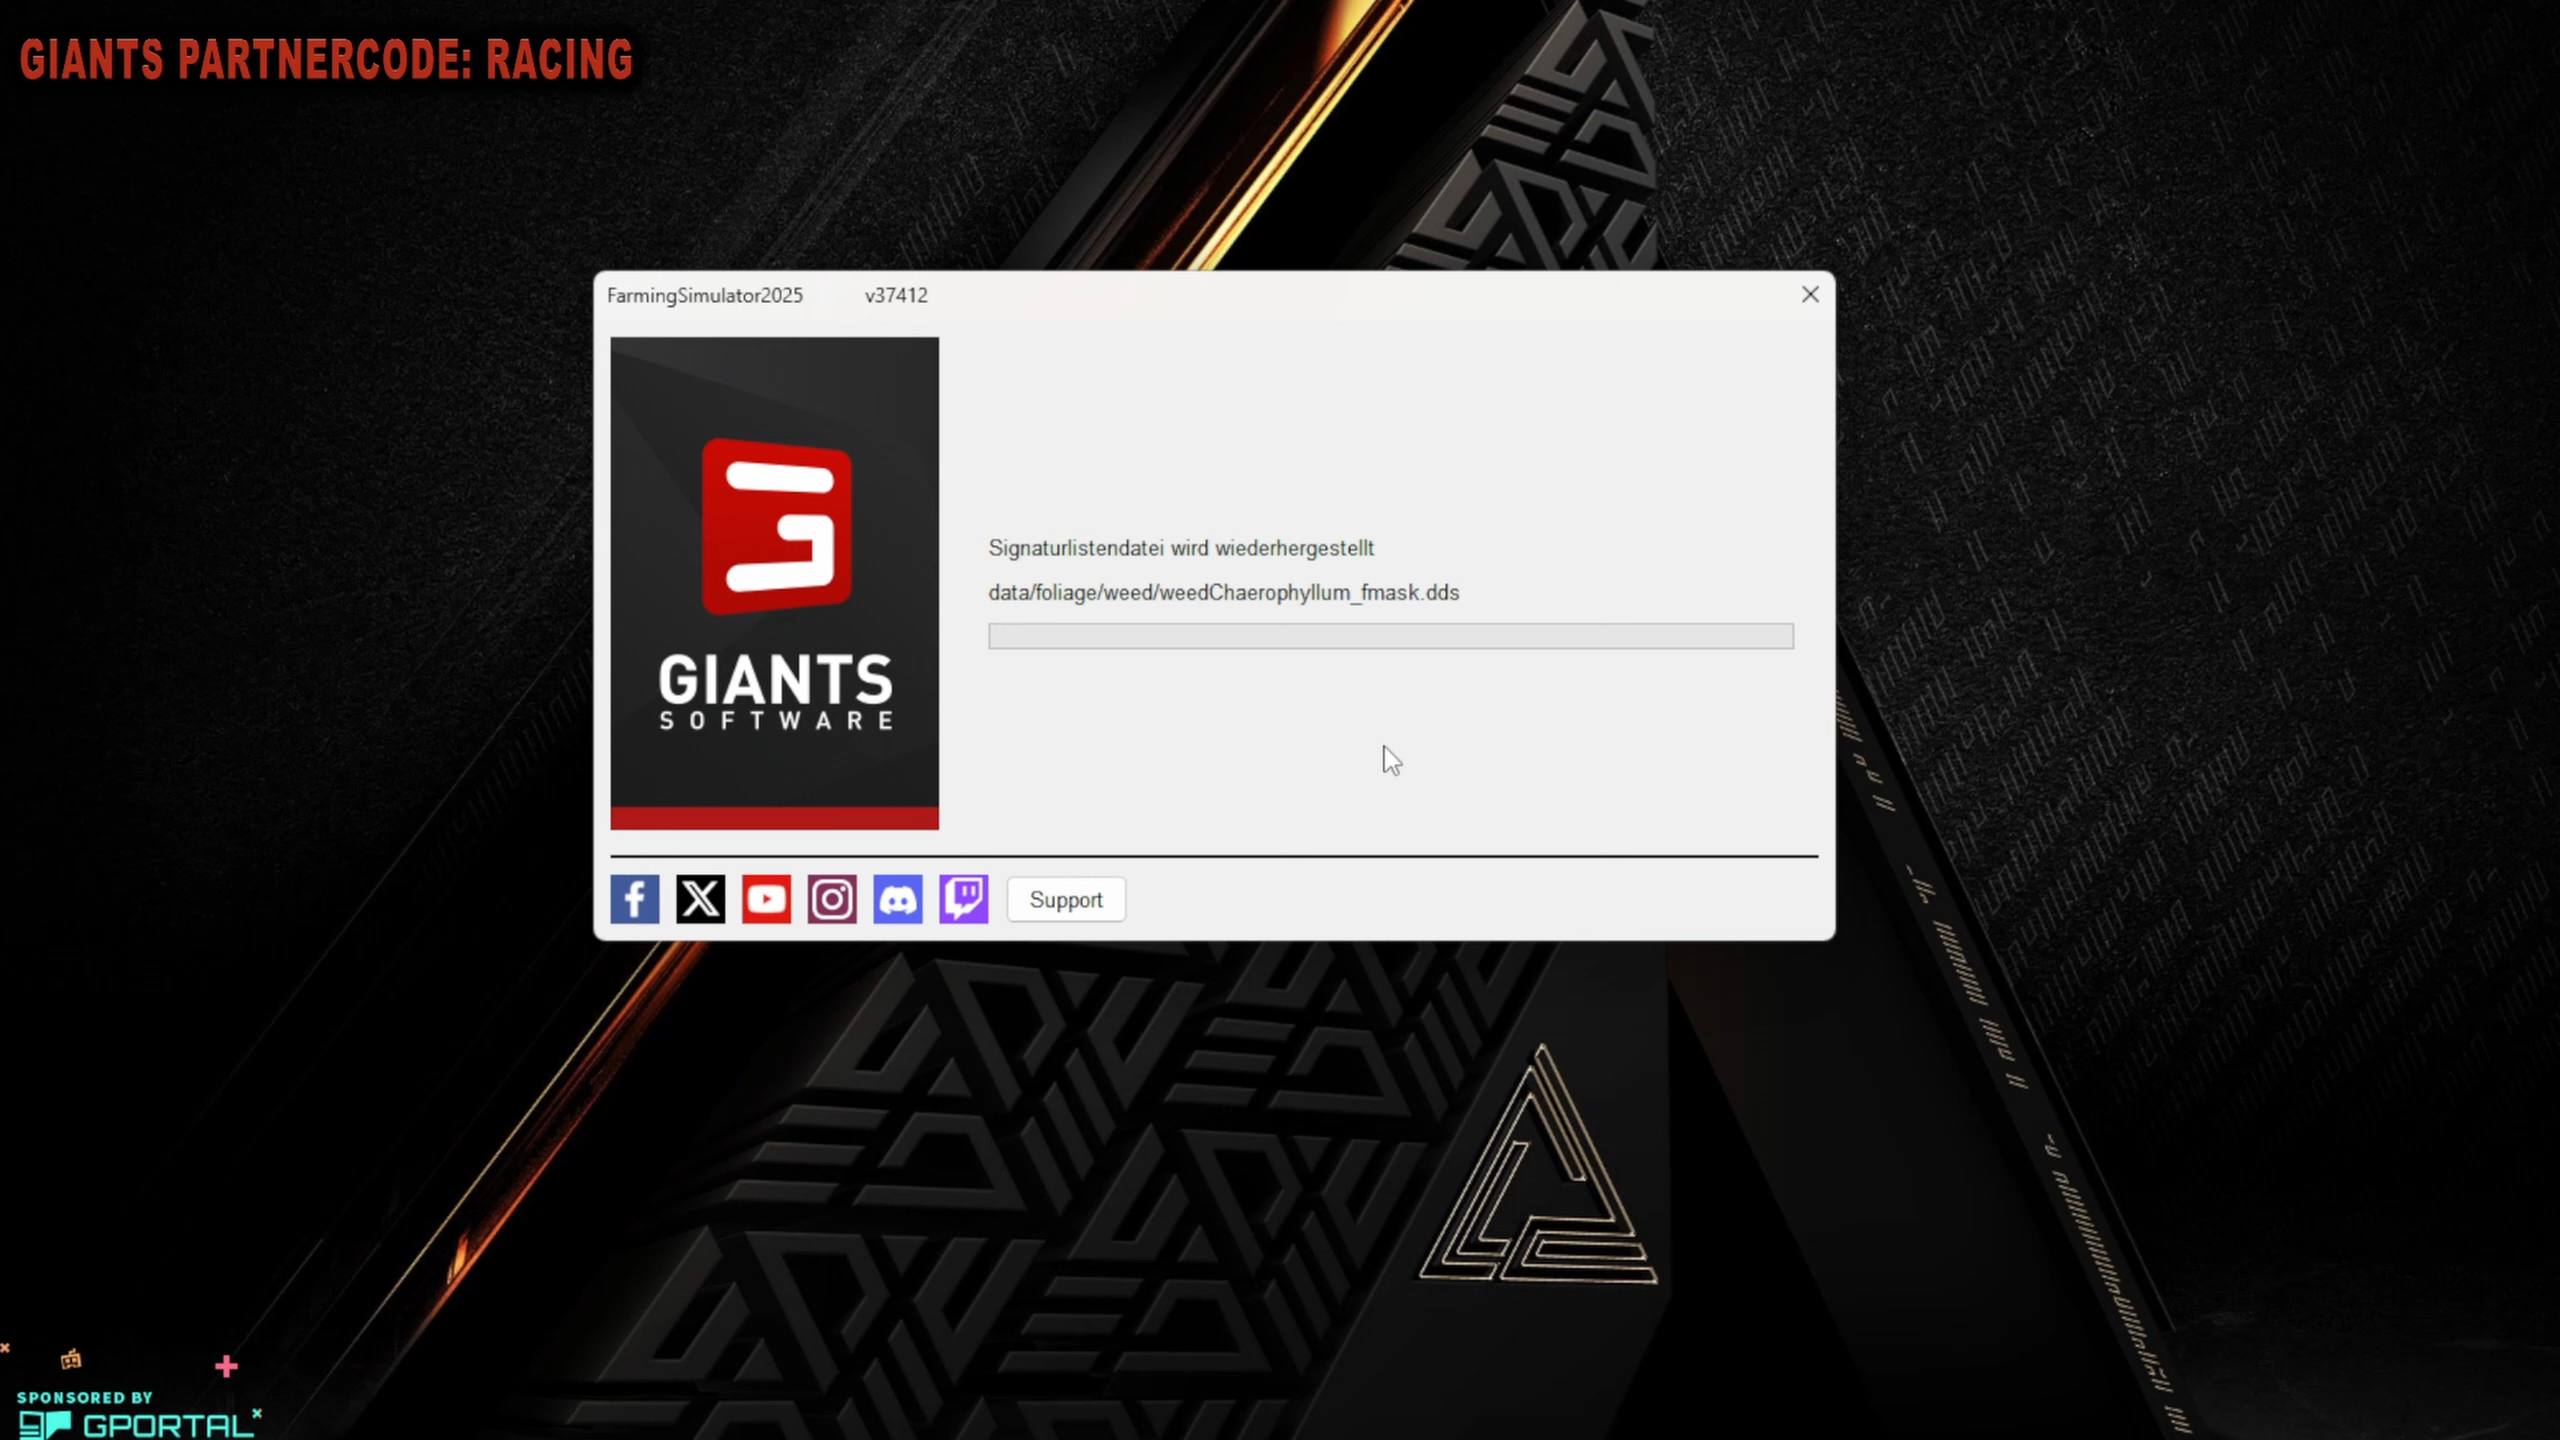 GIANTS PARTNERCODE: RACING
FarmingSimulator2025 v37412
GIANTS
SOFTWARE
Signaturlistendatei wird wiederhergestellt
data/foliage/weed/weedChaerophyllum_fmask.dds
Support
SPONSORED BY
GPORTAL